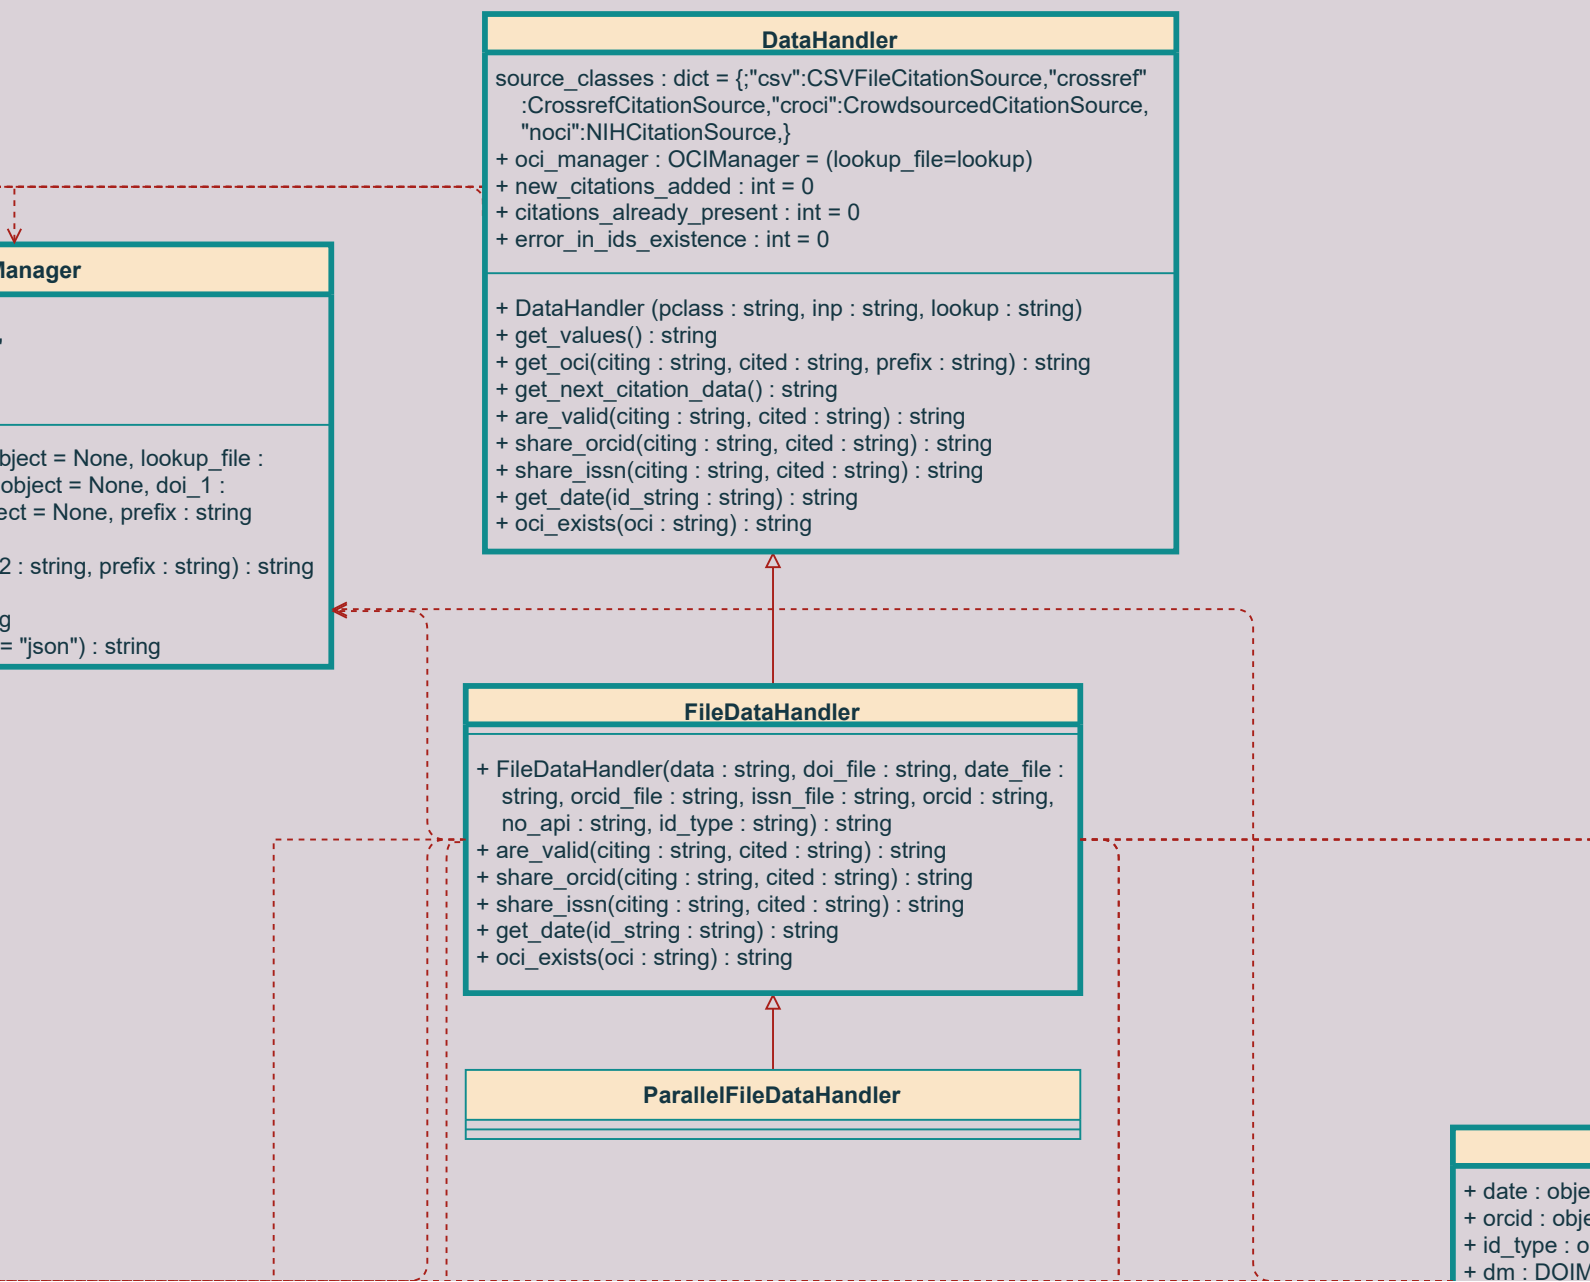 DataHandler
source_classes : dict = {;"csv":CSVFileCitationSource,"crossref"
:CrossrefCitationSource,"croci":CrowdsourcedCitationSource,
"noci":NIHCitationSource,}
+ oci_manager : OCIManager = (lookup_file=lookup)
+ new_citations_added : int = 0
+ citations_already_present : int = 0
+ error_in_ids_existence : int = 0
+ DataHandler (pclass : string, inp : string, lookup : string)
+ get_values() : string
+ get_oci(citing : string, cited : string, prefix : string) : string
+ get_next_citation_data() : string
+ are_valid(citing : string, cited : string) : string
+ share_orcid(citing : string, cited : string) : string
+ share_issn(citing : string, cited : string) : string
+ get_date(id_string : string) : string
+ oci_exists(oci : string) : string
Manager
bject = None, lookup_file :
object = None, doi_1 :
ect = None, prefix : string
2 : string, prefix : string) : string
g
= "json") : string
FileDataHandler
+ FileDataHandler(data : string, doi_file : string, date_file :
string, orcid_file : string, issn_file : string, orcid : string,
no_api : string, id_type : string) : string
+ are_valid(citing : string, cited : string) : string
+ share_orcid(citing : string, cited : string) : string
+ share_issn(citing : string, cited : string) : string
+ get_date(id_string : string) : string
+ oci_exists(oci : string) : string
ParallelFileDataHandler
+ date : obje
+ orcid : obje
+ id_type : o
+ dm : DOIM